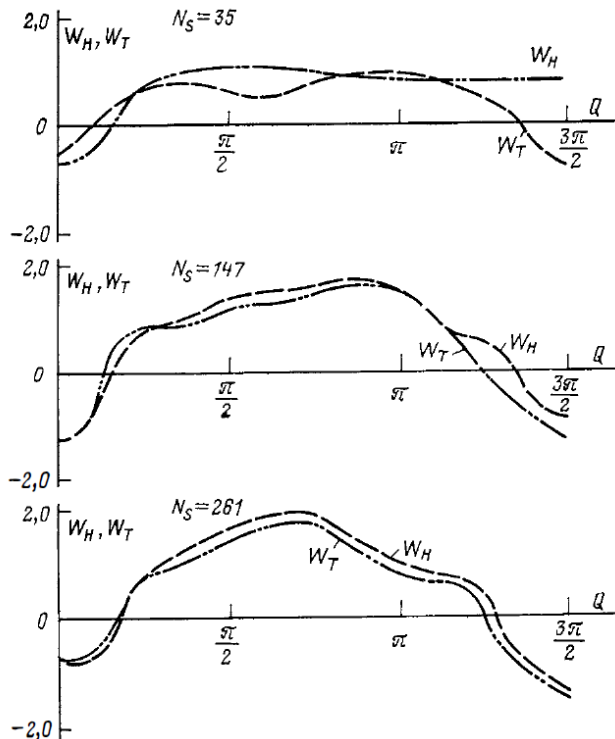 2,0
W_H, W_T
N_S=35
W_H
0
π/2
π
3π/2
Q
W_T
-2,0
2,0
W_H, W_T
N_S=147
W_T
W_H
0
π/2
π
3π/2
Q
-2,0
2,0
W_H, W_T
N_S=261
W_T
W_H
0
π/2
π
3π/2
Q
-2,0